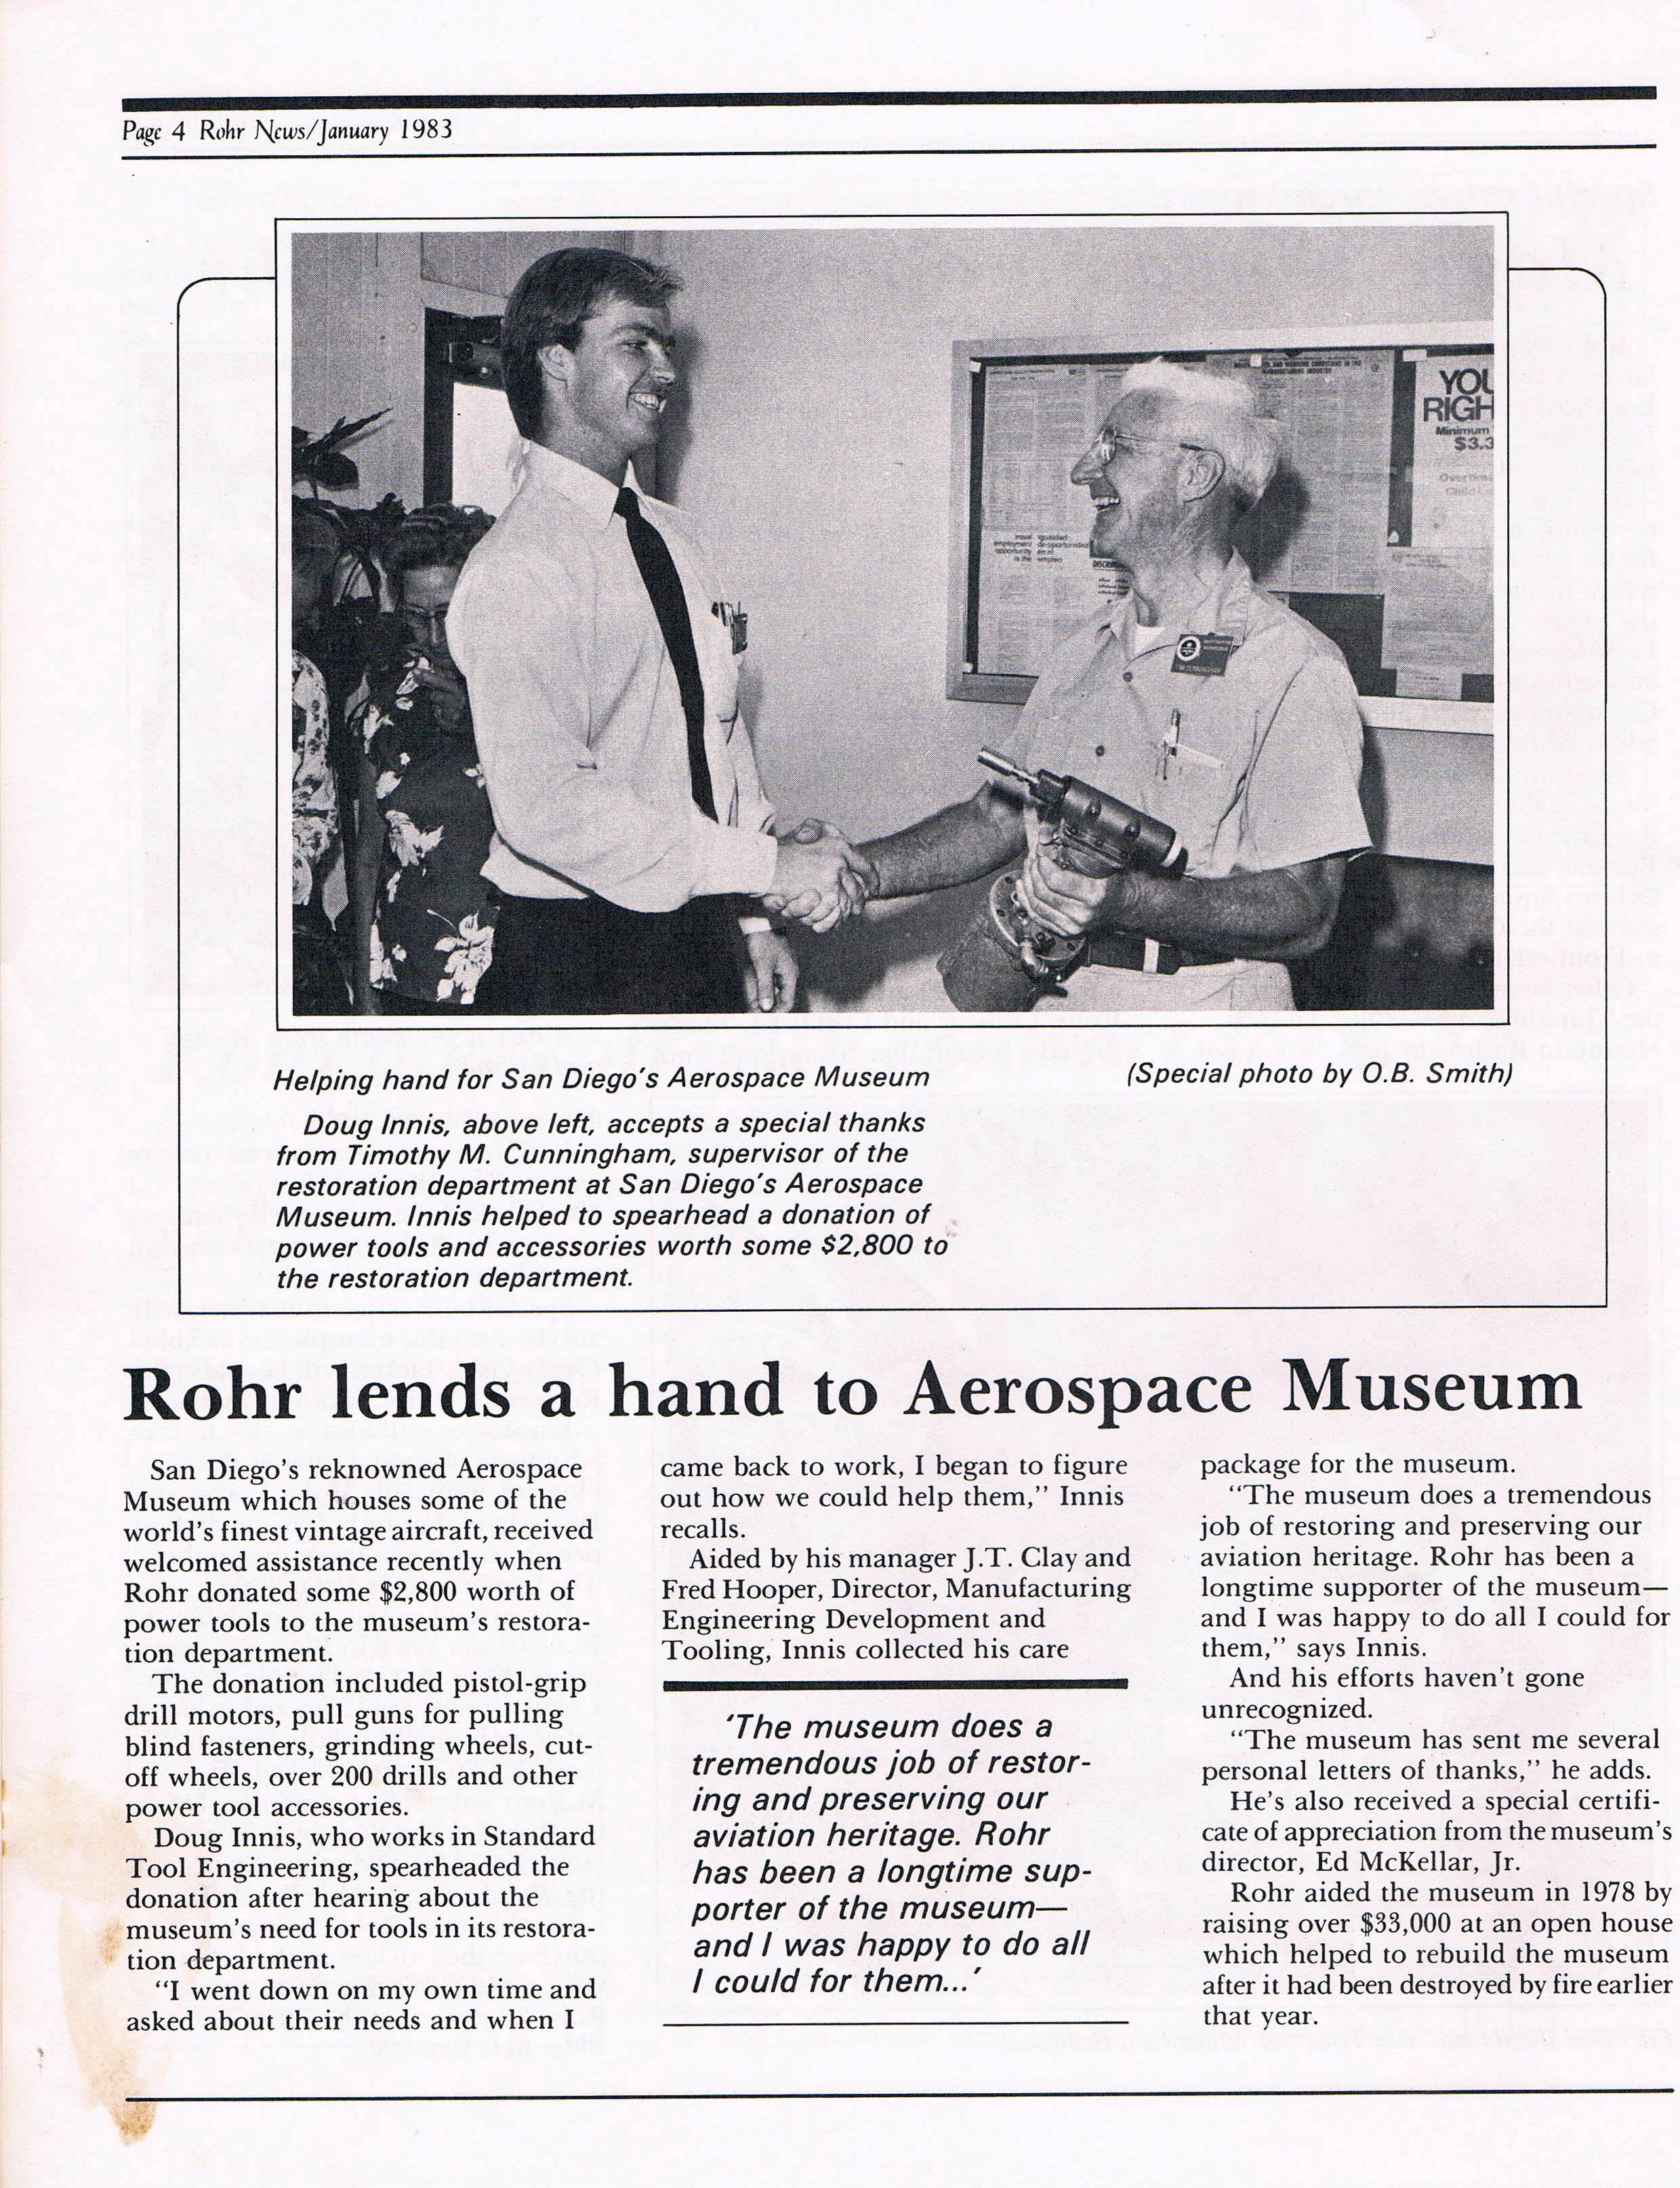 Page 4 Rohr News/January 1983
YOU
RIGH
Minimum
$3.3
Overtime
Child La
equal igualdad
employment de oportunidad
opportunity en el
is the empleo
Helping hand for San Diego's Aerospace Museum
(Special photo by O.B. Smith)
Doug Innis, above left, accepts a special thanks
from Timothy M. Cunningham, supervisor of the
restoration department at San Diego's Aerospace
Museum. Innis helped to spearhead a donation of
power tools and accessories worth some $2,800 to
the restoration department.
Rohr lends a hand to Aerospace Museum
San Diego's reknowned Aerospace
Museum which houses some of the
world's finest vintage aircraft, received
welcomed assistance recently when
Rohr donated some $2,800 worth of
power tools to the museum's restora-
tion department.
The donation included pistol-grip
drill motors, pull guns for pulling
blind fasteners, grinding wheels, cut-
off wheels, over 200 drills and other
power tool accessories.
Doug Innis, who works in Standard
Tool Engineering, spearheaded the
donation after hearing about the
museum's need for tools in its restora-
tion department.
"I went down on my own time and
asked about their needs and when I
came back to work, I began to figure
out how we could help them," Innis
recalls.
Aided by his manager J.T. Clay and
Fred Hooper, Director, Manufacturing
Engineering Development and
Tooling, Innis collected his care
'The museum does a
tremendous job of restor-
ing and preserving our
aviation heritage. Rohr
has been a longtime sup-
porter of the museum—
and I was happy to do all
I could for them...'
package for the museum.
"The museum does a tremendous
job of restoring and preserving our
aviation heritage. Rohr has been a
longtime supporter of the museum—
and I was happy to do all I could for
them," says Innis.
And his efforts haven't gone
unrecognized.
"The museum has sent me several
personal letters of thanks," he adds.
He's also received a special certifi-
cate of appreciation from the museum's
director, Ed McKellar, Jr.
Rohr aided the museum in 1978 by
raising over $33,000 at an open house
which helped to rebuild the museum
after it had been destroyed by fire earlier
that year.